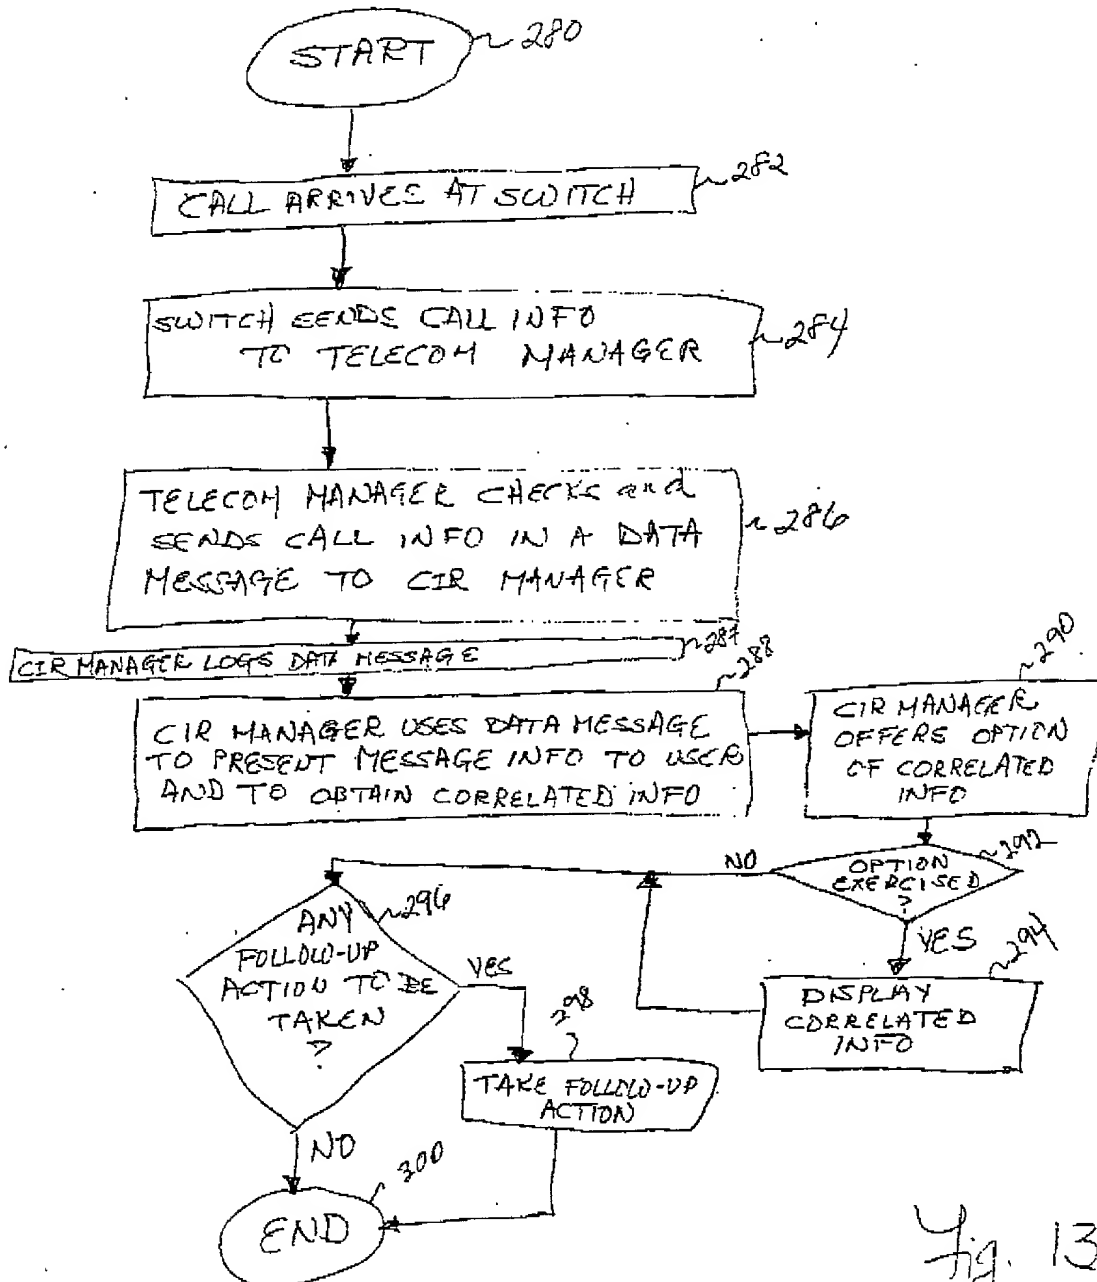 START
280
CALL ARRIVES AT SWITCH
282
SWITCH SENDS CALL INFO
TO TELECOM MANAGER
284
TELECOM MANAGER CHECKS and
SENDS CALL INFO IN A DATA
MESSAGE TO CIR MANAGER
286
CIR MANAGER LOGS DATA MESSAGE
287
CIR MANAGER USES DATA MESSAGE
TO PRESENT MESSAGE INFO TO USER
AND TO OBTAIN CORRELATED INFO
288
CIR MANAGER
OFFERS OPTION
OF CORRELATED
INFO
290
OPTION
EXERCISED
?
292
NO
YES
DISPLAY
CORRELATED
INFO
294
ANY
FOLLOW-UP
ACTION TO BE
TAKEN
?
296
YES
TAKE FOLLOW-UP
ACTION
298
NO
END
300
Fig. 13